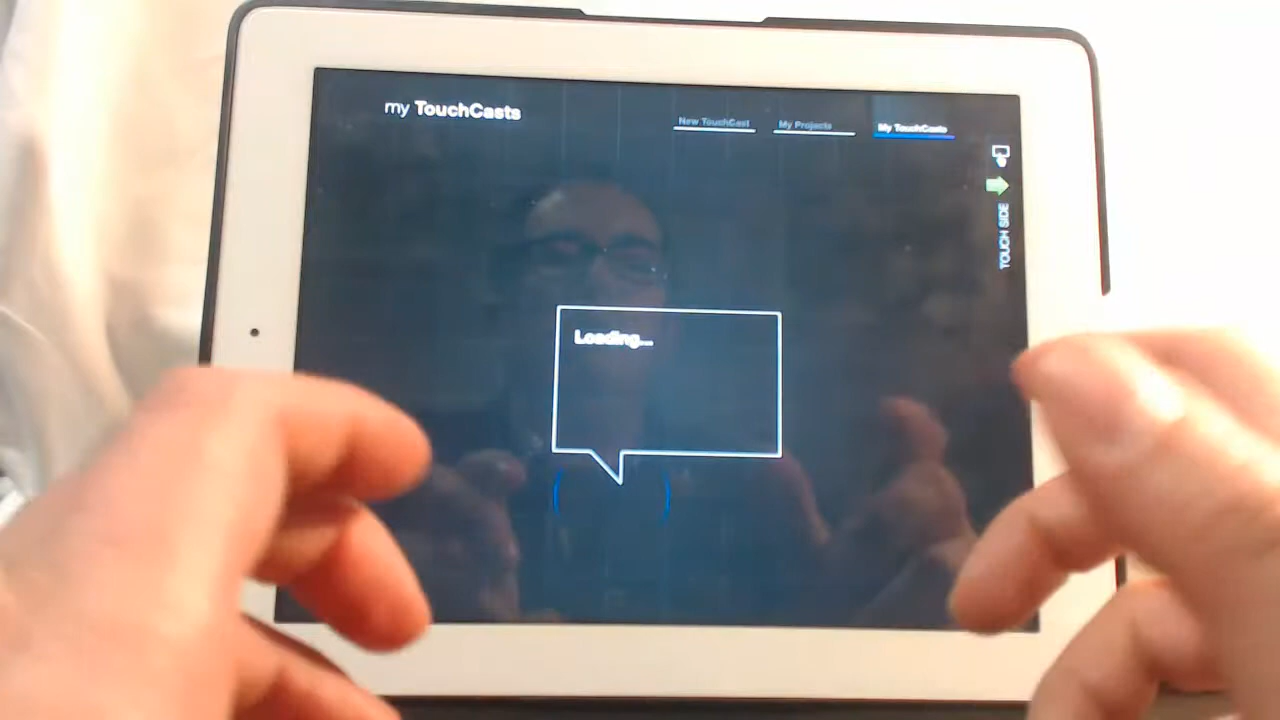 my TouchCasts
New TouchCast
My Projects
My TouchCasts
TOUCH SIDE
Loading...